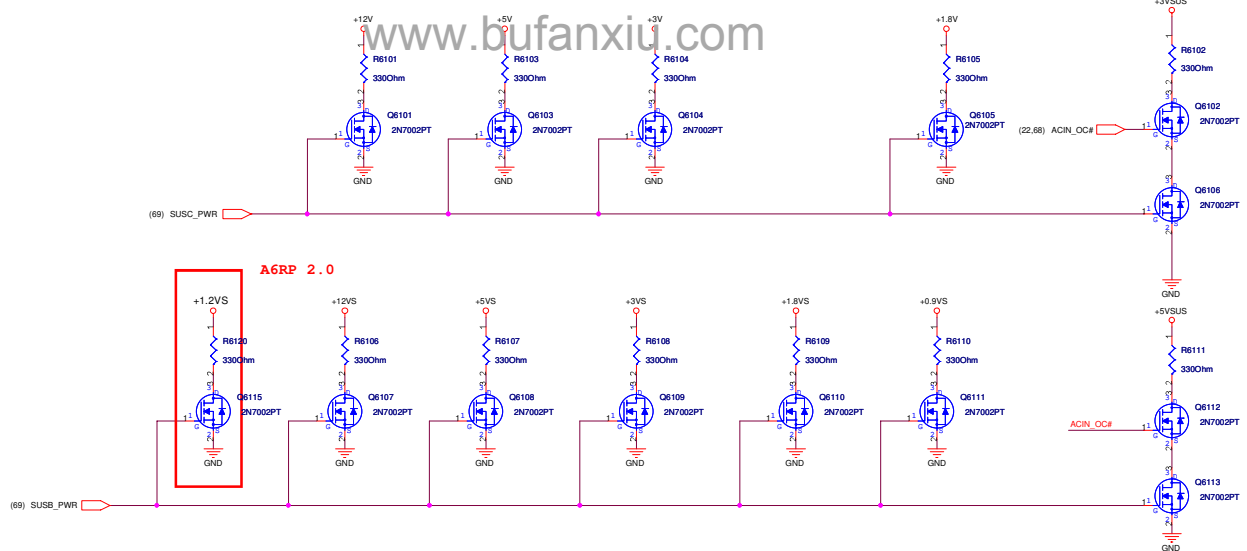 www.bufanxiu.com
+12V
+5V
+3V
+1.8V
+3VSUS
R6101
330Ohm
R6103
330Ohm
R6104
330Ohm
R6105
330Ohm
R6102
330Ohm
Q6101
2N7002PT
Q6103
2N7002PT
Q6104
2N7002PT
Q6105
2N7002PT
(22,68) ACIN_OC#
Q6102
2N7002PT
GND
GND
GND
GND
Q6106
2N7002PT
(69) SUSC_PWR
GND
A6RP 2.0
+1.2VS
+12VS
+5VS
+3VS
+1.8VS
+0.9VS
+5VSUS
R6120
330Ohm
R6106
330Ohm
R6107
330Ohm
R6108
330Ohm
R6109
330Ohm
R6110
330Ohm
R6111
330Ohm
Q6115
2N7002PT
Q6107
2N7002PT
Q6108
2N7002PT
Q6109
2N7002PT
Q6110
2N7002PT
Q6111
2N7002PT
ACIN_OC#
Q6112
2N7002PT
GND
GND
GND
GND
GND
GND
Q6113
2N7002PT
(69) SUSB_PWR
GND